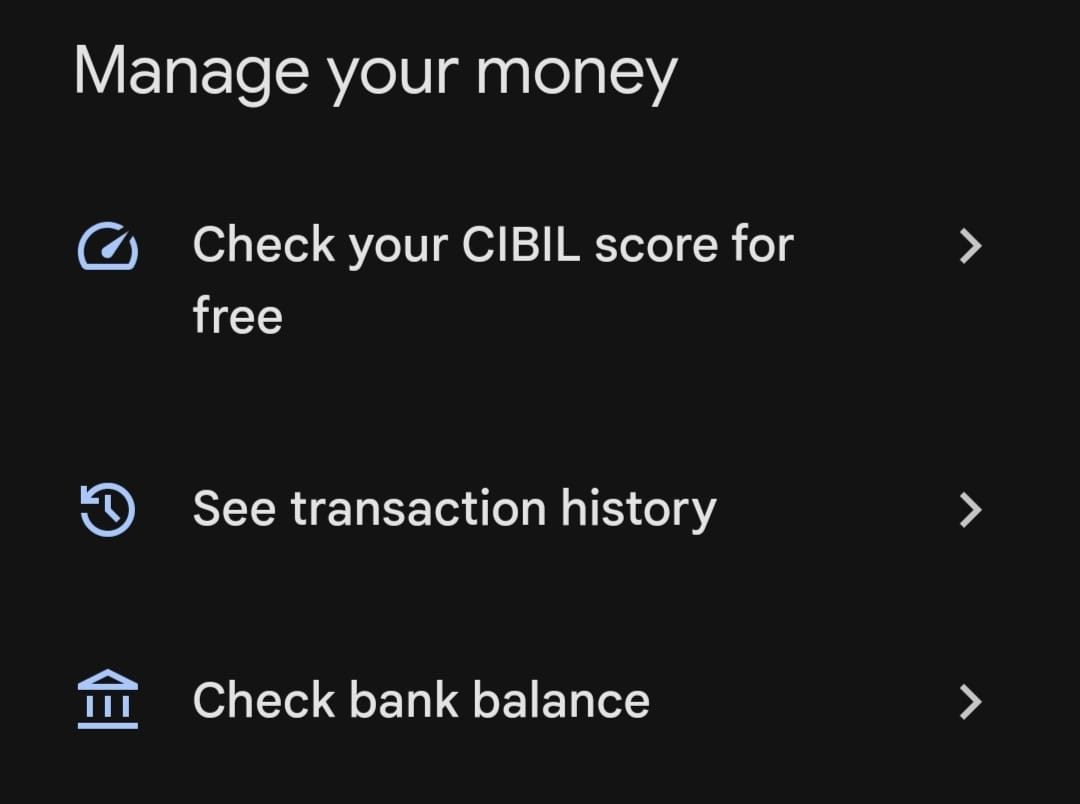 Manage your money
Check your CIBIL score for
free
See transaction history
Check bank balance